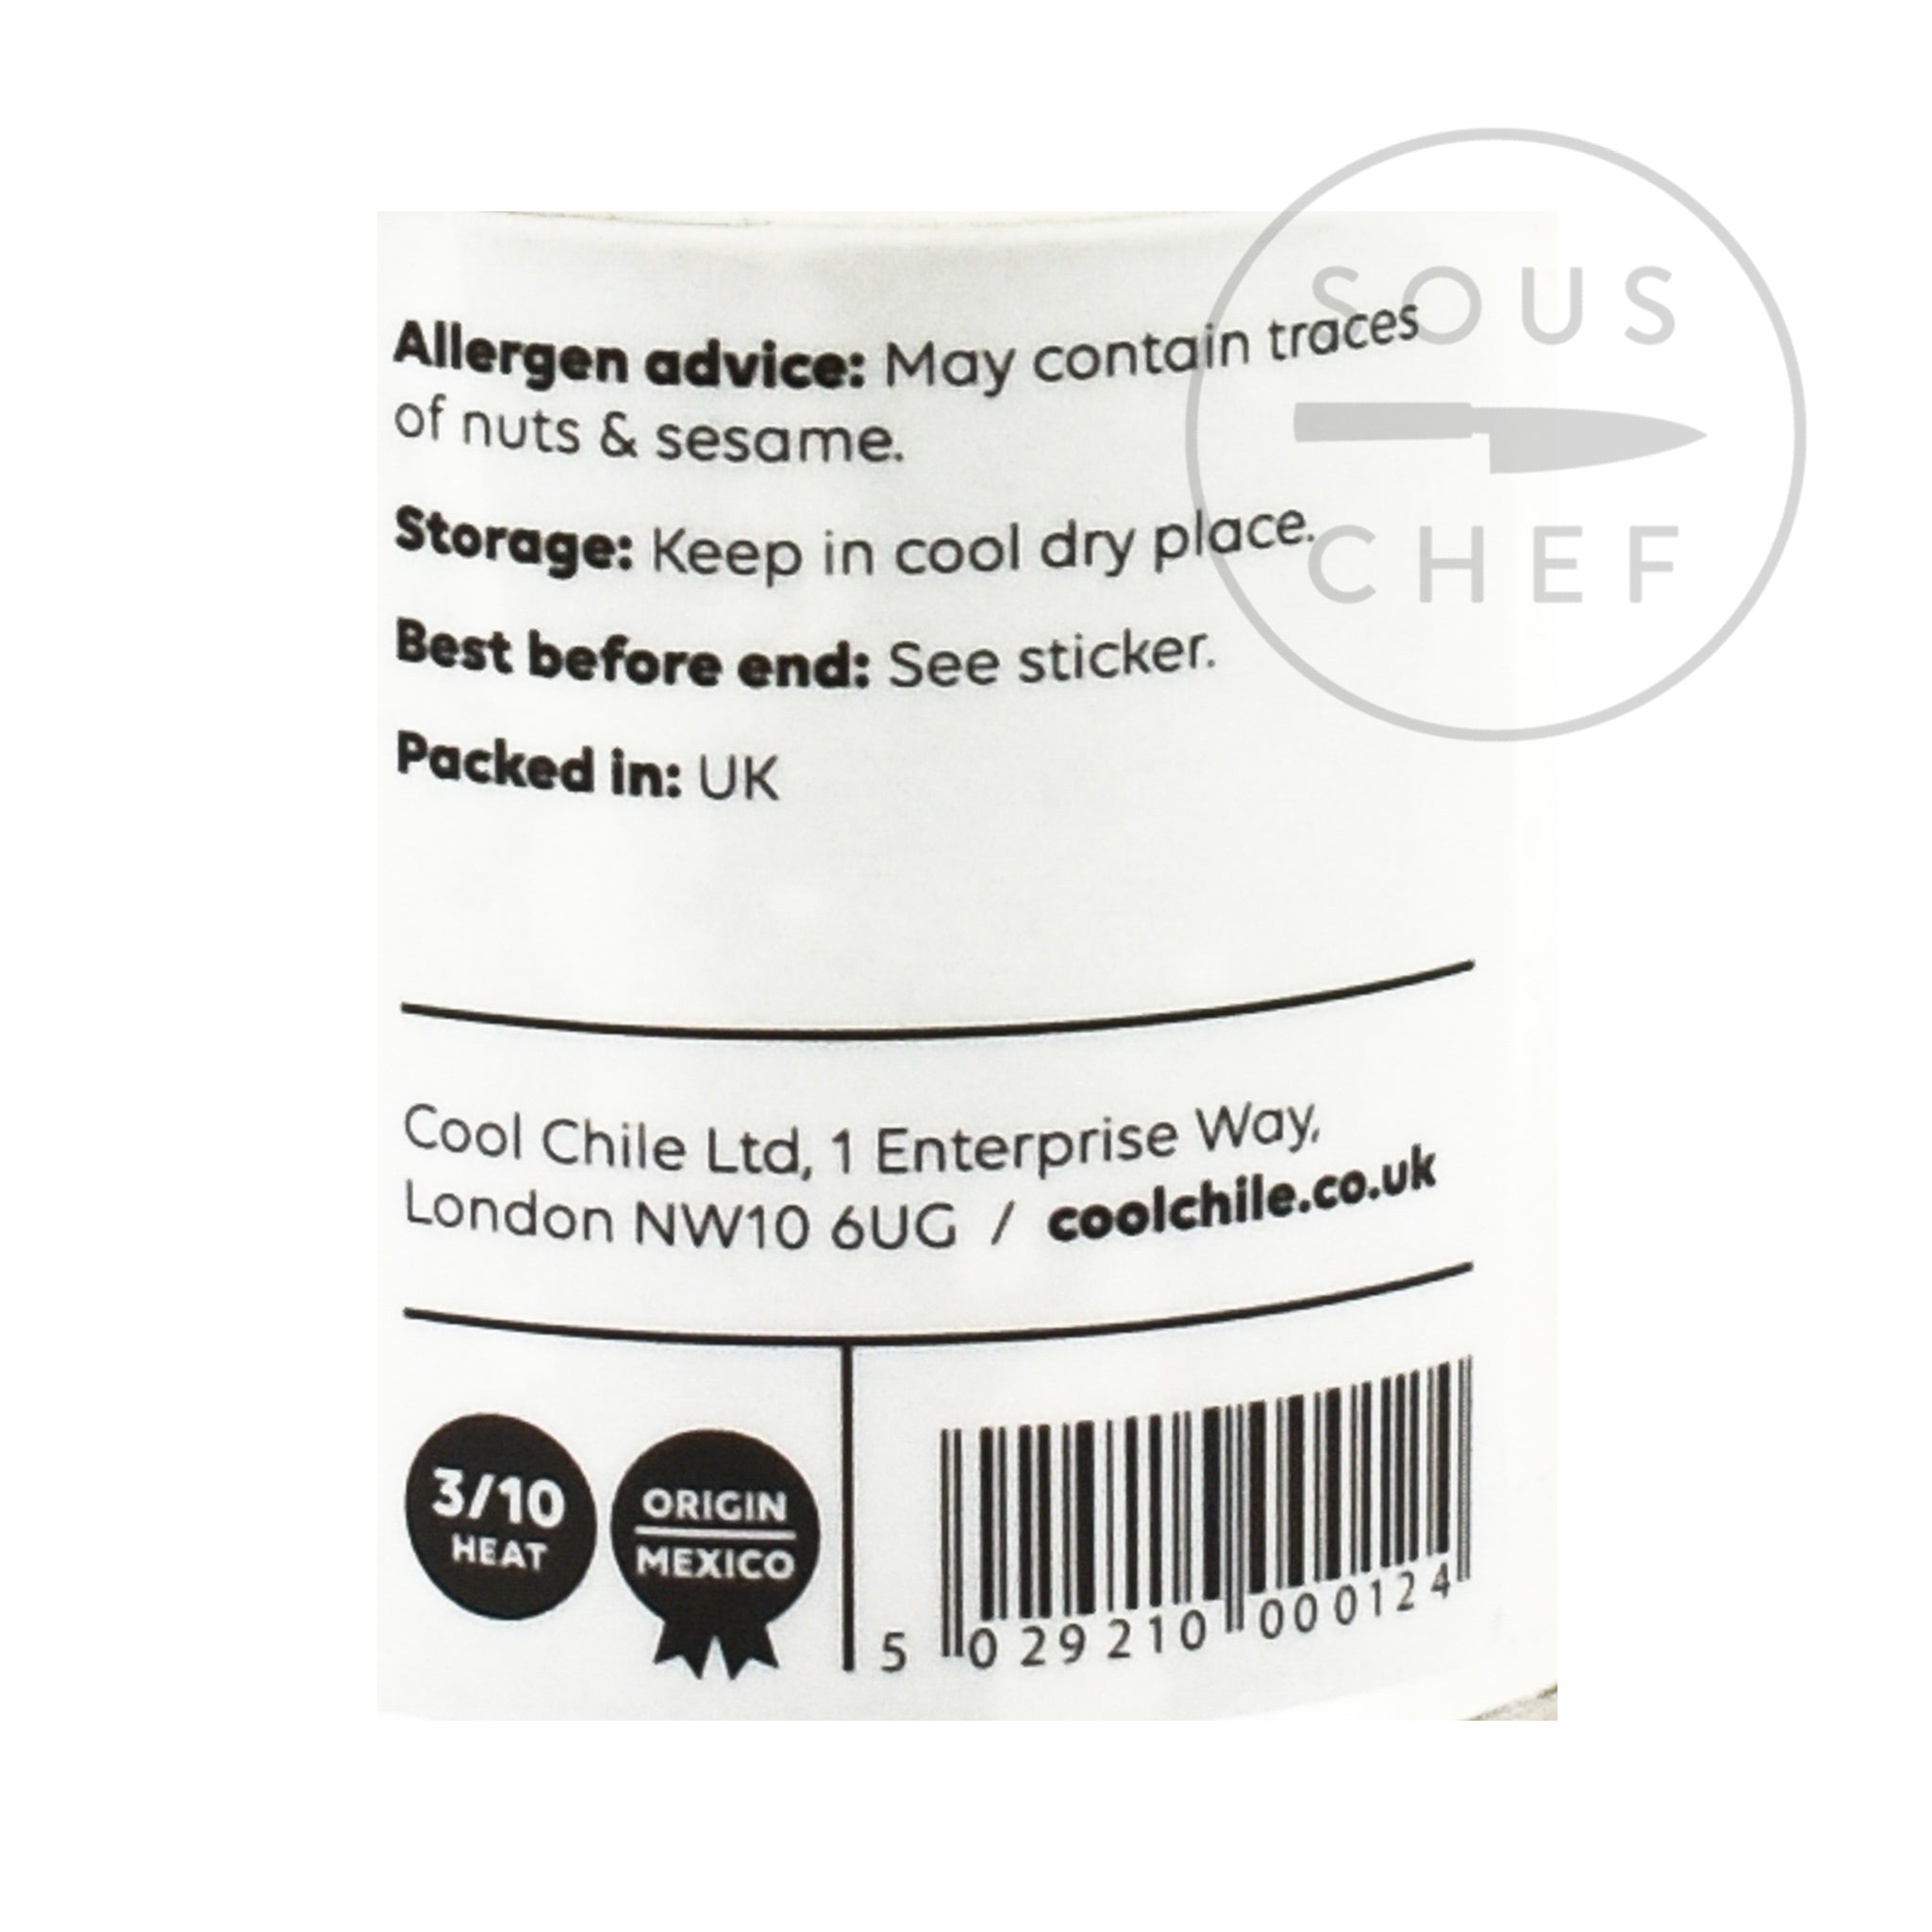 SOUS
CHEF
Allergen advice: May contain traces
of nuts & sesame.
Storage: Keep in cool dry place.
Best before end: See sticker.
Packed in: UK
Cool Chile Ltd, 1 Enterprise Way,
London NW10 6UG / coolchile.co.uk
3/10
HEAT
ORIGIN
MEXICO
5 029210 000124